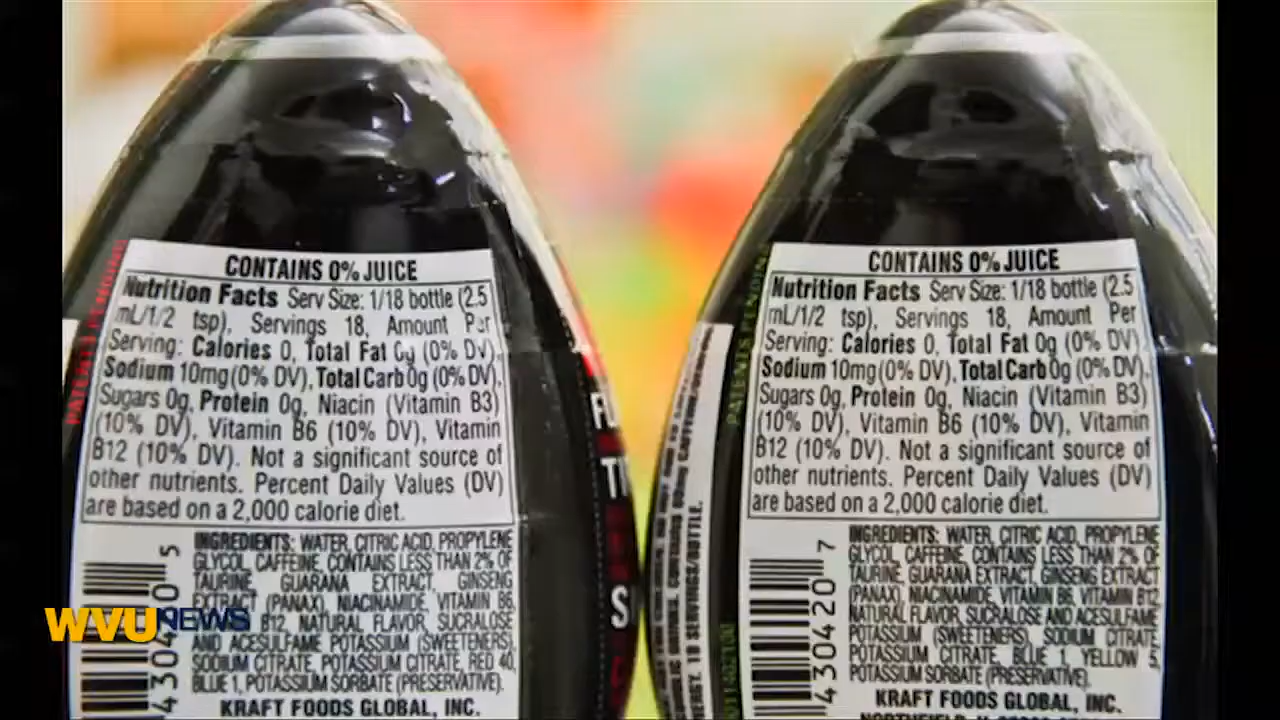 CONTAINS 0% JUICE
Nutrition Facts Serv Size: 1/18 bottle (2.5
mL/1/2 tsp), Servings 18, Amount Per
Serving: Calories 0, Total Fat 0g (0% DV),
Sodium 10mg (0% DV), Total Carb 0g (0% DV),
Sugars 0g, Protein 0g, Niacin (Vitamin B3)
(10% DV), Vitamin B6 (10% DV), Vitamin
B12 (10% DV). Not a significant source of
other nutrients. Percent Daily Values (DV)
are based on a 2,000 calorie diet.
INGREDIENTS: WATER, CITRIC ACID, PROPYLENE
GLYCOL, CAFFEINE, CONTAINS LESS THAN 2% OF
TAURINE, GUARANA EXTRACT, GINSENG
EXTRACT (PANAX), NIACINAMIDE, VITAMIN B6,
B12, NATURAL FLAVOR, SUCRALOSE
AND ACESULFAME POTASSIUM (SWEETENERS),
SODIUM CITRATE, POTASSIUM CITRATE, RED 40,
BLUE 1, POTASSIUM SORBATE (PRESERVATIVE).
KRAFT FOODS GLOBAL, INC.
PATENTS PENDING
WVU NEWS
CONTAINS 0% JUICE
Nutrition Facts Serv Size: 1/18 bottle (2.5
mL/1/2 tsp), Servings 18, Amount Per
Serving: Calories 0, Total Fat 0g (0% DV),
Sodium 10mg (0% DV), Total Carb 0g (0% DV),
Sugars 0g, Protein 0g, Niacin (Vitamin B3)
(10% DV), Vitamin B6 (10% DV), Vitamin
B12 (10% DV). Not a significant source of
other nutrients. Percent Daily Values (DV)
are based on a 2,000 calorie diet.
INGREDIENTS: WATER, CITRIC ACID, PROPYLENE
GLYCOL, CAFFEINE, CONTAINS LESS THAN 2% OF
TAURINE, GUARANA EXTRACT, GINSENG EXTRACT
(PANAX), NIACINAMIDE, VITAMIN B6, VITAMIN B12,
NATURAL FLAVOR, SUCRALOSE AND ACESULFAME
POTASSIUM (SWEETENERS), SODIUM CITRATE,
POTASSIUM CITRATE, BLUE 1, YELLOW 5,
POTASSIUM SORBATE (PRESERVATIVE).
KRAFT FOODS GLOBAL, INC.
4 30420 7
PATENTS PENDING